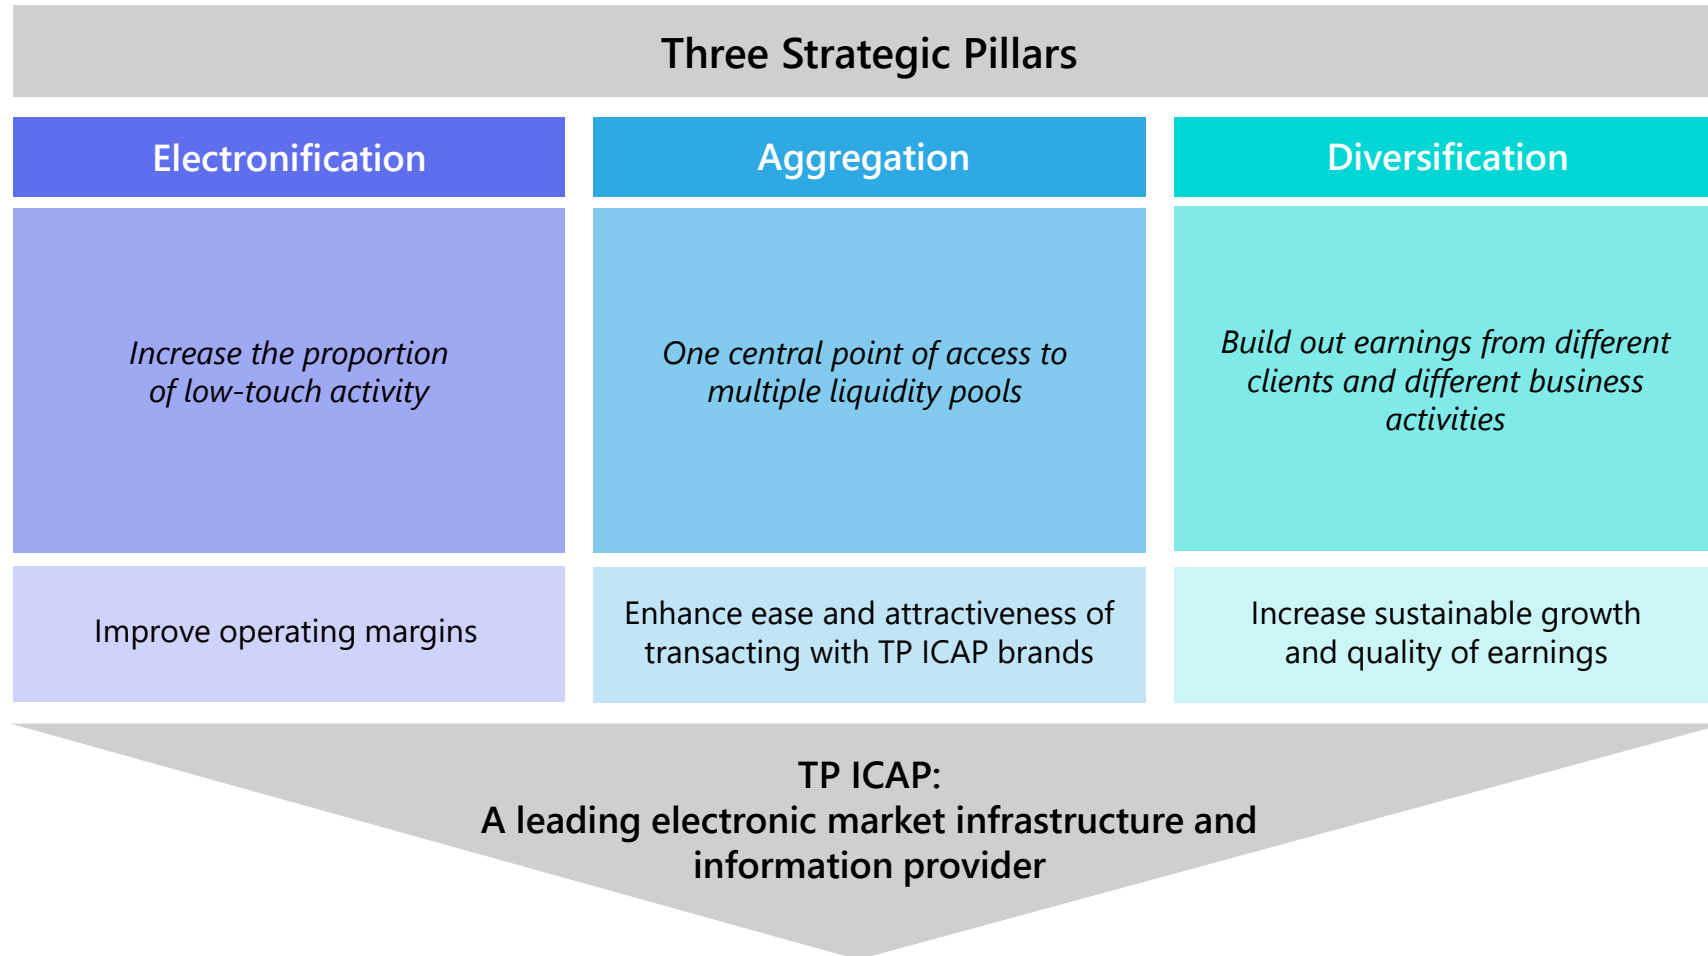 Three Strategic Pillars
Electronification
Aggregation
Diversification
Increase the proportion
of low-touch activity
One central point of access to
multiple liquidity pools
Build out earnings from different
clients and different business
activities
Improve operating margins
Enhance ease and attractiveness of
transacting with TP ICAP brands
Increase sustainable growth
and quality of earnings
TP ICAP:
A leading electronic market infrastructure and
information provider